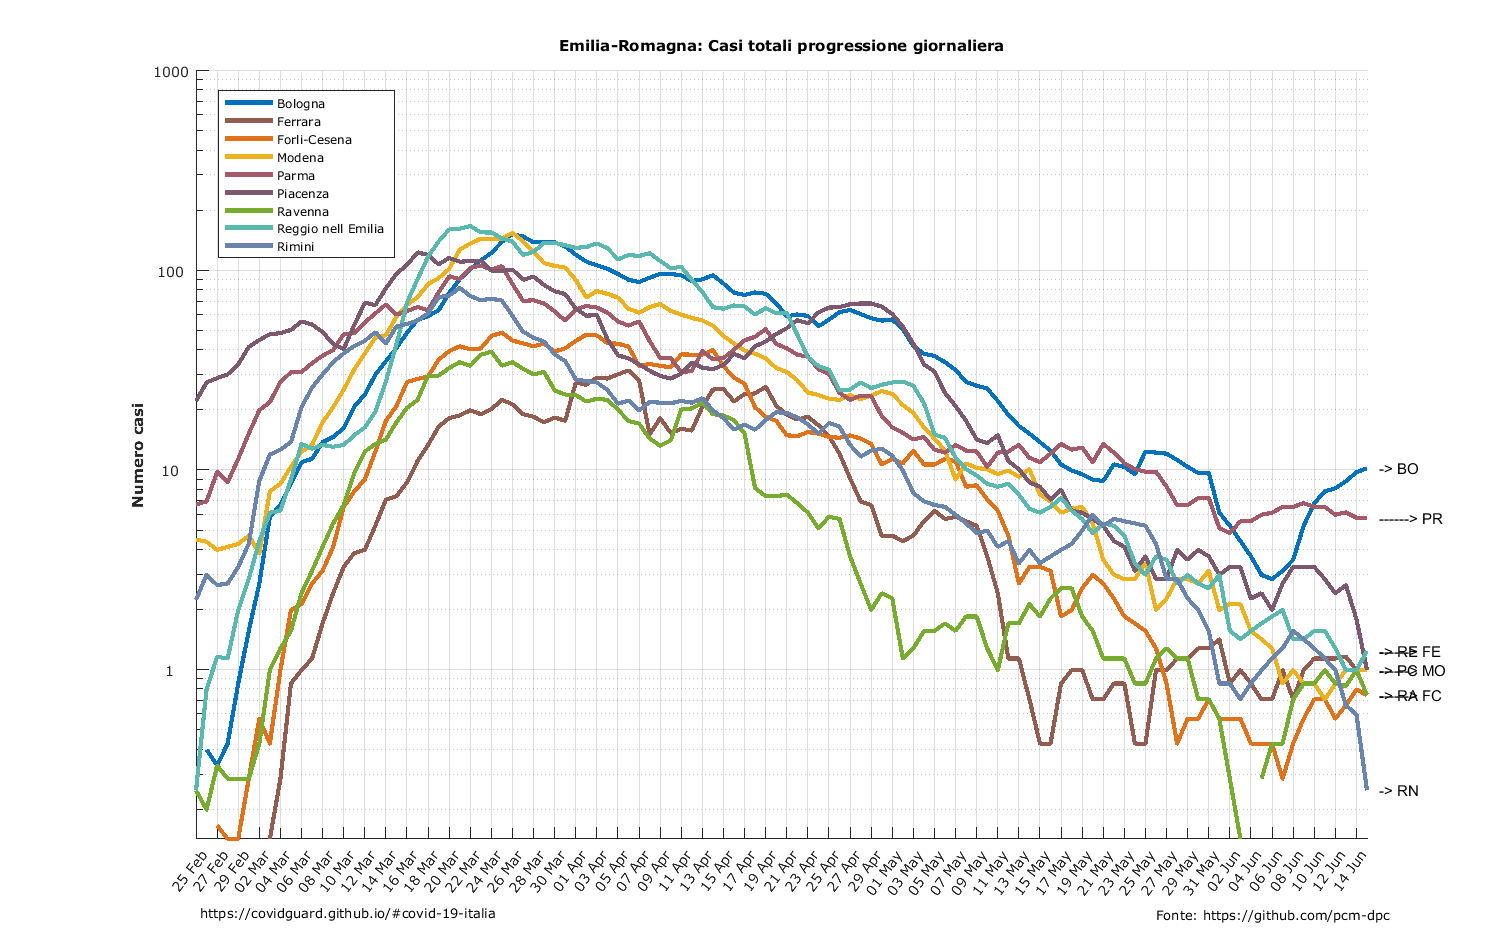 Emilia-Romagna: Casi totali progressione giornaliera
1000
100
10
1
Numero casi
Bologna
Ferrara
Forli-Cesena
Modena
Parma
Piacenza
Ravenna
Reggio nell Emilia
Rimini
-> BO
------> PR
-> RE FE
-> PC MO
-> RA FC
-> RN
25 Feb
27 Feb
29 Feb
02 Mar
04 Mar
06 Mar
08 Mar
10 Mar
12 Mar
14 Mar
16 Mar
18 Mar
20 Mar
22 Mar
24 Mar
26 Mar
28 Mar
30 Mar
01 Apr
03 Apr
05 Apr
07 Apr
09 Apr
11 Apr
13 Apr
15 Apr
17 Apr
19 Apr
21 Apr
23 Apr
25 Apr
27 Apr
29 Apr
01 May
03 May
05 May
07 May
09 May
11 May
13 May
15 May
17 May
19 May
21 May
23 May
25 May
27 May
29 May
31 May
02 Jun
04 Jun
06 Jun
08 Jun
10 Jun
12 Jun
14 Jun
https://covidguard.github.io/#covid-19-italia
Fonte: https://github.com/pcm-dpc